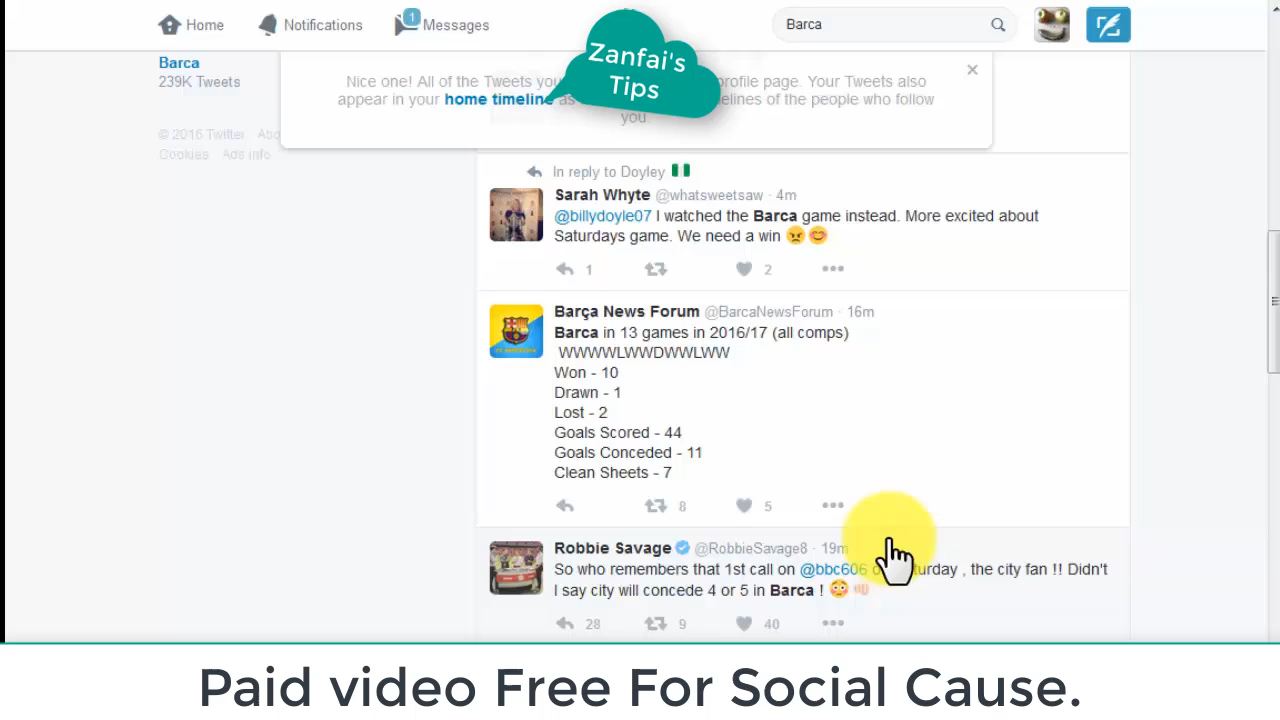 Home
Notifications
1
Messages
Barca
Zanfai's
Tips
Barca
239K Tweets
Nice one! All of the Tweets you profile page. Your Tweets also
appear in your home timeline as timelines of the people who follow
you.
© 2016 Twitter
Cookies Ads info
In reply to Doyley
Sarah Whyte @whatsweetsaw · 4m
@billydoyle07 I watched the Barca game instead. More excited about
Saturdays game. We need a win
1
2
Barça News Forum @BarcaNewsForum · 16m
Barca in 13 games in 2016/17 (all comps)
WWWWLWWDWWLWW
Won - 10
Drawn - 1
Lost - 2
Goals Scored - 44
Goals Conceded - 11
Clean Sheets - 7
8
5
Robbie Savage @RobbieSavage8 · 19m
So who remembers that 1st call on @bbc606 , the city fan !! Didn't
I say city will concede 4 or 5 in Barca !
28
9
40
Paid video Free For Social Cause.